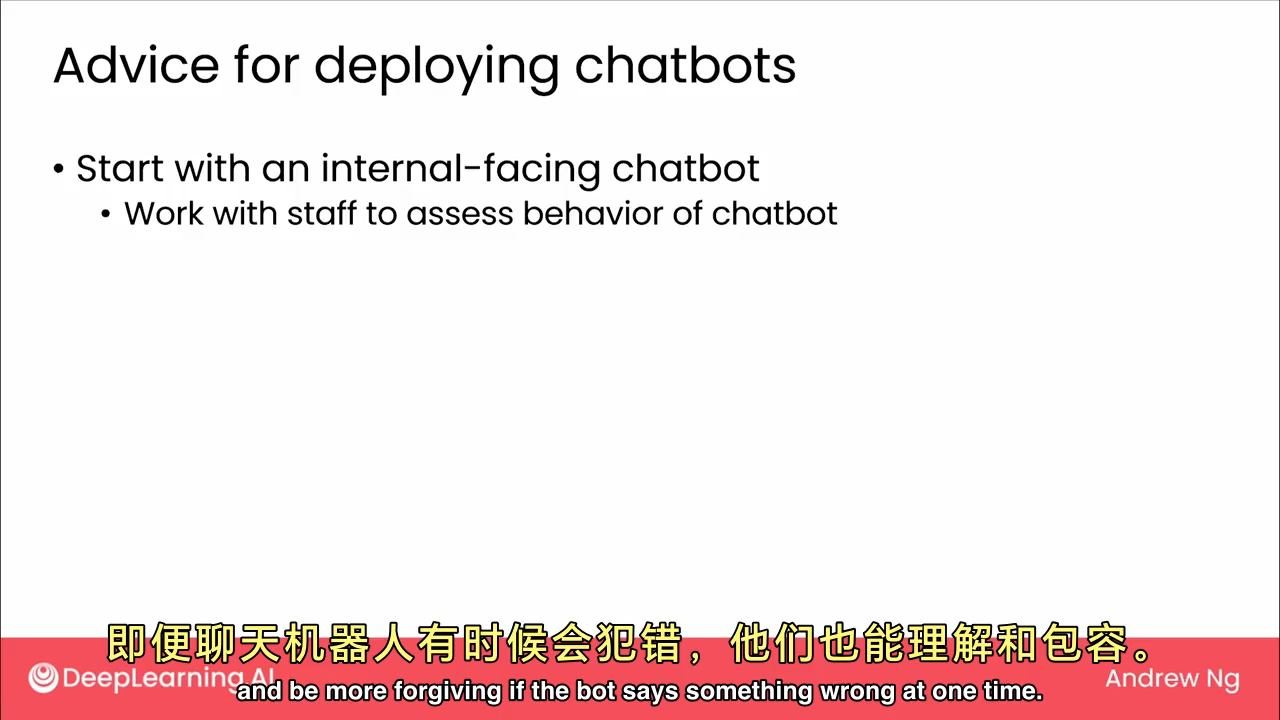 Advice for deploying chatbots
• Start with an internal-facing chatbot
• Work with staff to assess behavior of chatbot
即便聊天机器人有时候会犯错，他们也能理解和包容。
DeepLearning.AI
and be more forgiving if the bot says something wrong at one time.
Andrew Ng